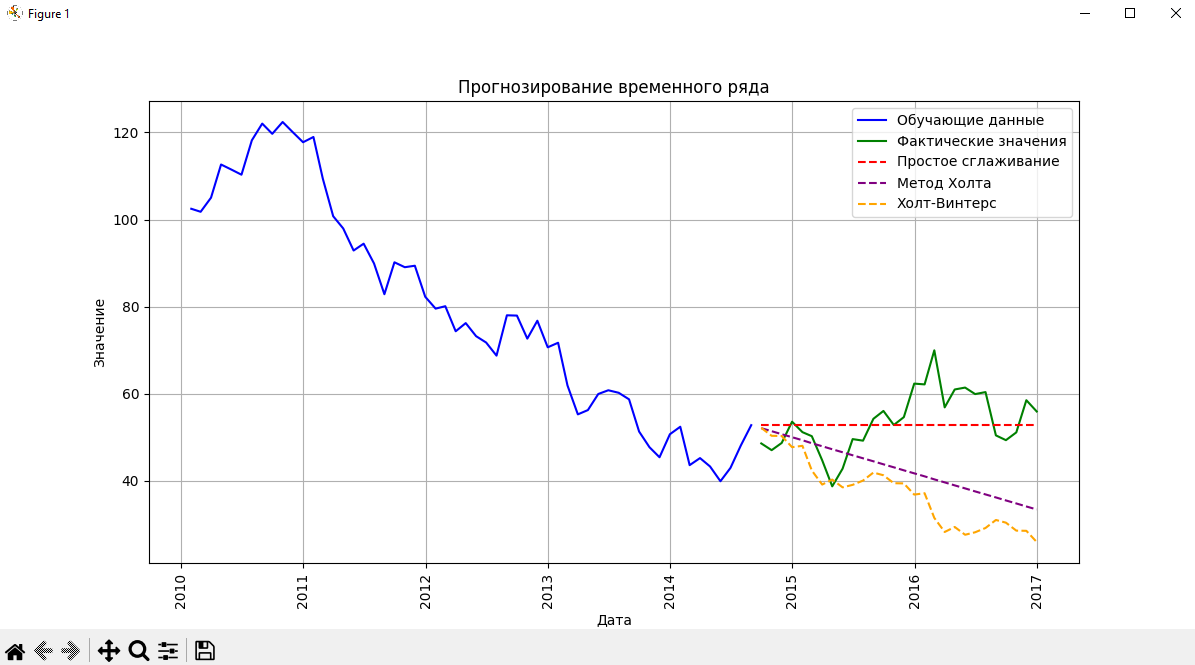 Figure 1
Прогнозирование временного ряда
Обучающие данные
Фактические значения
Простое сглаживание
Метод Холта
Холт-Винтерс
Значение
120
100
80
60
40
2010
2011
2012
2013
2014
2015
2016
2017
Дата